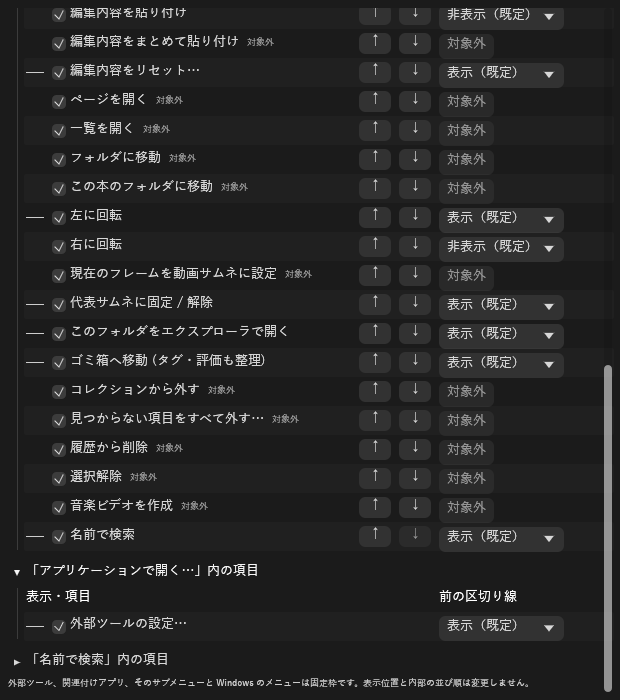 編集内容を貼り付け ↑ ↓ 非表示（既定）
編集内容をまとめて貼り付け 対象外 ↑ ↓ 対象外
編集内容をリセット… ↑ ↓ 表示（既定）
ページを開く 対象外 ↑ ↓ 対象外
一覧を開く 対象外 ↑ ↓ 対象外
フォルダに移動 対象外 ↑ ↓ 対象外
この本のフォルダに移動 対象外 ↑ ↓ 対象外
左に回転 ↑ ↓ 表示（既定）
右に回転 ↑ ↓ 非表示（既定）
現在のフレームを動画サムネに設定 対象外 ↑ ↓ 対象外
代表サムネに固定 / 解除 ↑ ↓ 表示（既定）
このフォルダをエクスプローラで開く ↑ ↓ 表示（既定）
ゴミ箱へ移動 (タグ・評価も整理) ↑ ↓ 表示（既定）
コレクションから外す 対象外 ↑ ↓ 対象外
見つからない項目をすべて外す… 対象外 ↑ ↓ 対象外
履歴から削除 対象外 ↑ ↓ 対象外
選択解除 対象外 ↑ ↓ 対象外
音楽ビデオを作成 対象外 ↑ ↓ 対象外
名前で検索 ↑ ↓ 表示（既定）
「アプリケーションで開く…」内の項目
表示・項目 前の区切り線
外部ツールの設定… 表示（既定）
「名前で検索」内の項目
外部ツール、関連付けアプリ、そのサブメニューと Windows のメニューは固定枠です。表示位置と内部の並び順は変更しません。